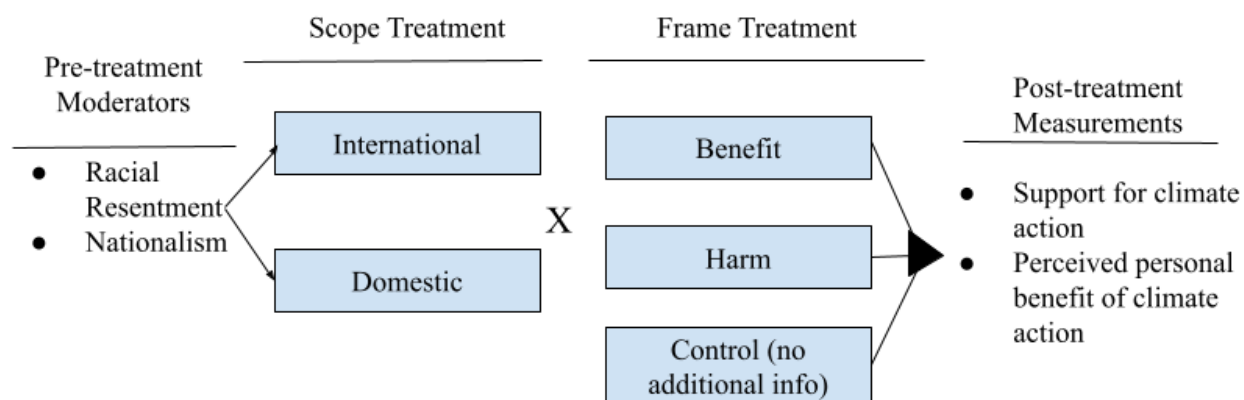 Pre-treatment
Moderators
● Racial
Resentment
● Nationalism
Scope Treatment
International
Domestic
X
Frame Treatment
Benefit
Harm
Control (no
additional info)
Post-treatment
Measurements
● Support for climate
action
● Perceived personal
benefit of climate
action